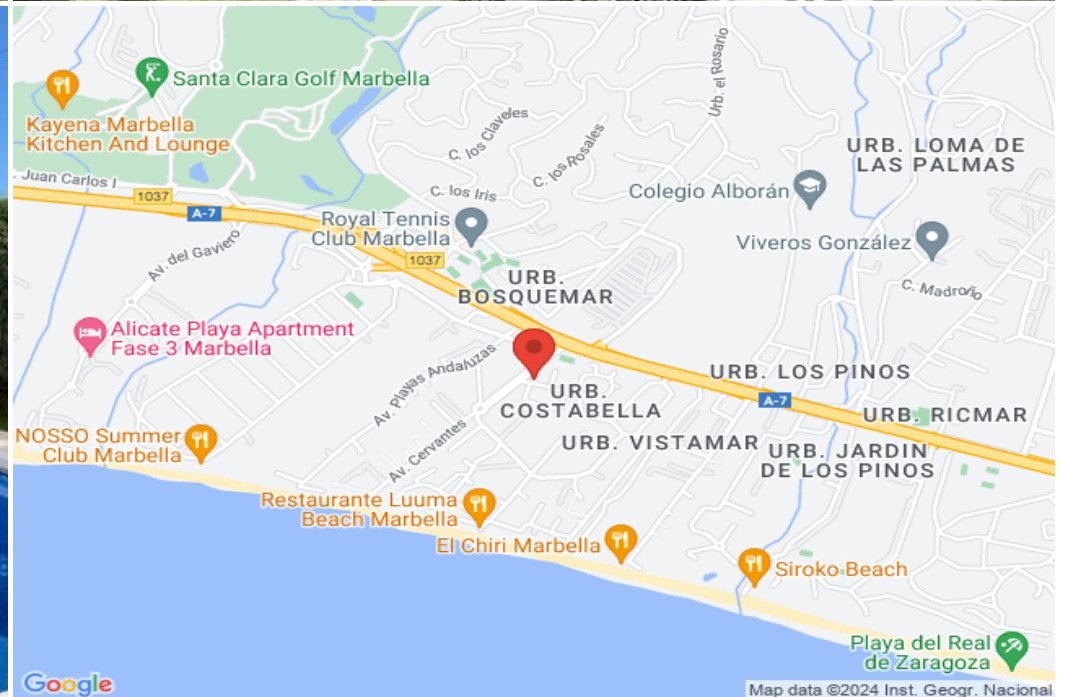 Santa Clara Golf Marbella
Kayena Marbella
Kitchen And Lounge
C. los Claveles
C. los Rosales
Urb. el Rosario
URB. LOMA DE
LAS PALMAS
Juan Carlos I
1037
A-7
C. los Iris
Colegio Alborán
Royal Tennis
Club Marbella
1037
Av. del Gaviero
Viveros González
URB.
BOSQUEMAR
C. Madroño
Alicate Playa Apartment
Fase 3 Marbella
Av. Playas Andaluzas
URB. LOS PINOS
URB.
COSTABELLA
A-7
URB. RICMAR
NOSSO Summer
Club Marbella
Av. Cervantes
URB. VISTAMAR
URB. JARDIN
DE LOS PINOS
Restaurante Luuma
Beach Marbella
El Chiri Marbella
Siroko Beach
Playa del Real
de Zaragoza
Google
Map data ©2024 Inst. Geogr. Nacional